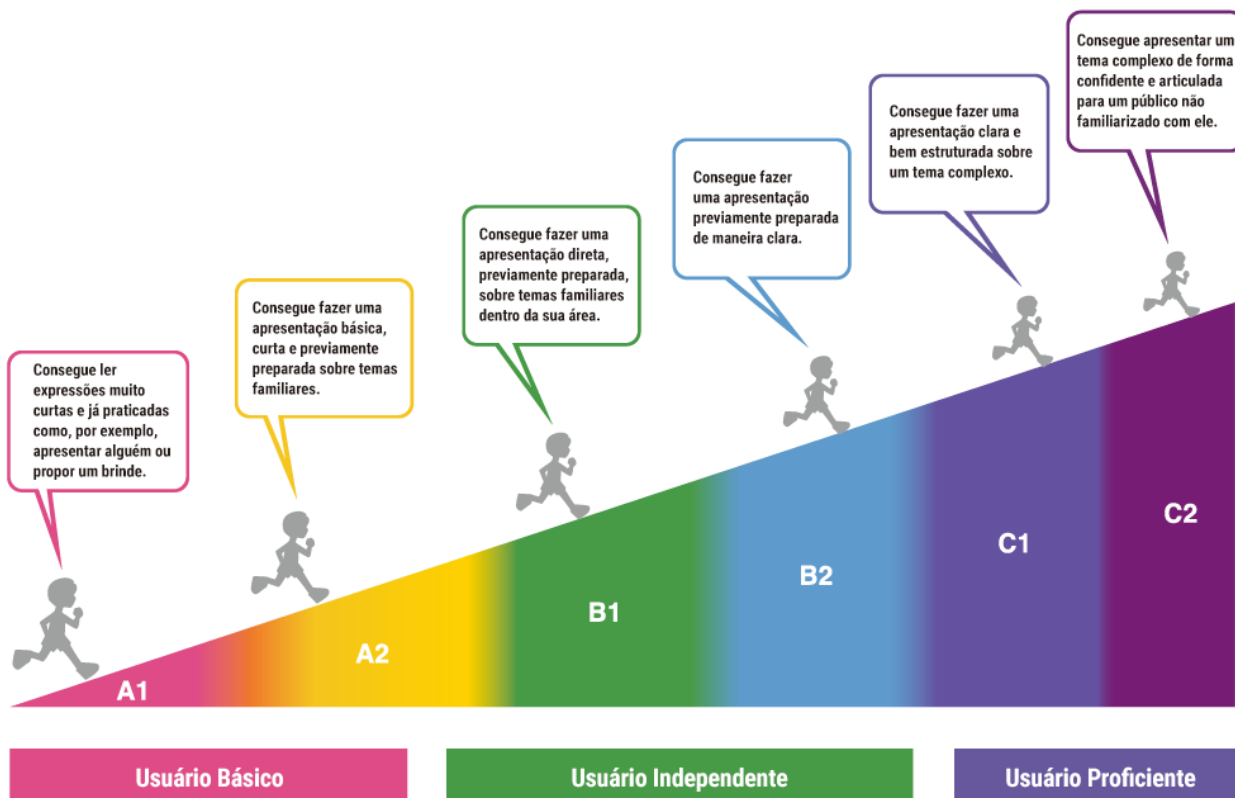 Consegue ler
expressões muito
curtas e já praticadas
como, por exemplo,
apresentar alguém ou
propor um brinde.
Consegue fazer uma
apresentação básica,
curta e previamente
preparada sobre temas
familiares.
Consegue fazer uma
apresentação direta,
previamente preparada,
sobre temas familiares
dentro da sua área.
Consegue fazer
uma apresentação
previamente preparada
de maneira clara.
Consegue fazer uma
apresentação clara e
bem estruturada sobre
um tema complexo.
Consegue apresentar um
tema complexo de forma
confidente e articulada
para um público não
familiarizado com ele.
A1
A2
B1
B2
C1
C2
Usuário Básico
Usuário Independente
Usuário Proficiente